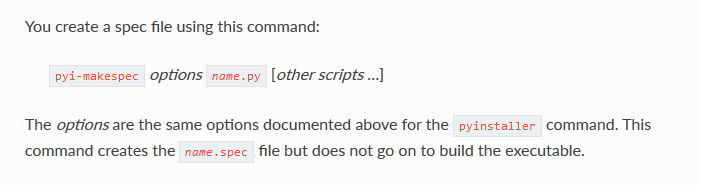 You create a spec file using this command:
pyi-makespec options name.py [other scripts …]
The options are the same options documented above for the pyinstaller command. This
command creates the name.spec file but does not go on to build the executable.